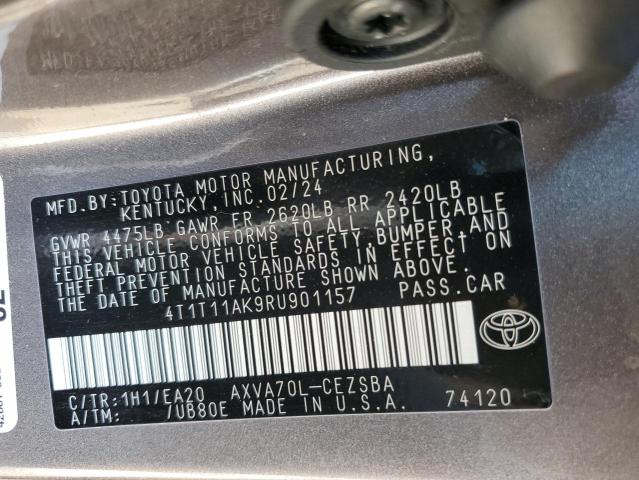 MFD.BY:TOYOTA MOTOR MANUFACTURING,
KENTUCKY,INC.02/24
GVWR 4475LB GAWR FR 2620LB RR 2420LB
THIS VEHICLE CONFORMS TO ALL APPLICABLE
FEDERAL MOTOR VEHICLE SAFETY,BUMPER,AND
THEFT PREVENTION STANDARDS IN EFFECT ON
THE DATE OF MANUFACTURE SHOWN ABOVE.
4T1T11AK9RU901157 PASS.CAR
C/TR:1H1/EA20 AXVA70L-CEZSBA
A/TM: /UB80E MADE IN U.S.A. 74120